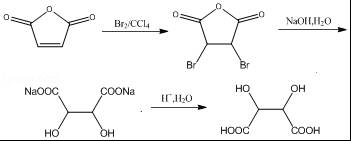 O O
O O O Br₂/CCl₄ O O NaOH,H₂O
Br Br
NaOOC COONa H⁺,H₂O HO OH
HO OH HOOC COOH